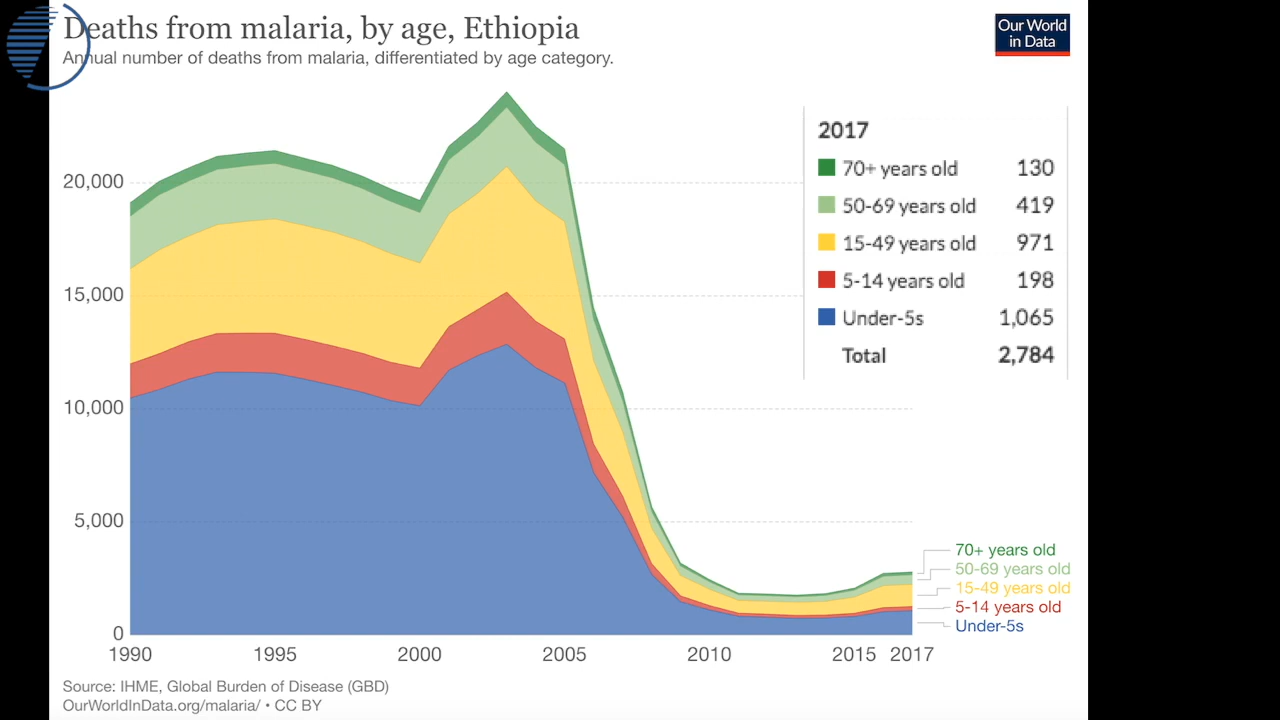 Deaths from malaria, by age, Ethiopia
Annual number of deaths from malaria, differentiated by age category.
Our World
in Data
20,000
15,000
10,000
5,000
0
1990
1995
2000
2005
2010
2015
2017
2017
70+ years old 130
50-69 years old 419
15-49 years old 971
5-14 years old 198
Under-5s 1,065
Total 2,784
70+ years old
50-69 years old
15-49 years old
5-14 years old
Under-5s
Source: IHME, Global Burden of Disease (GBD)
OurWorldInData.org/malaria/ • CC BY